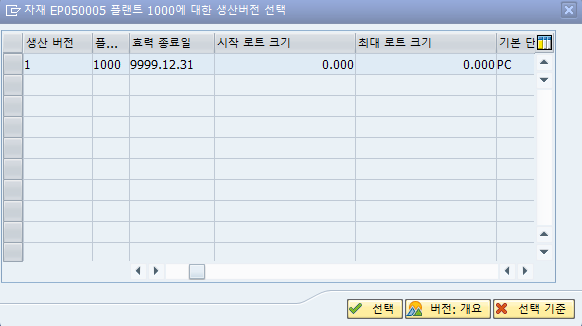 자재 EP050005 플랜트 1000에 대한 생산버전 선택
생산 버전 플... 효력 종료일 시작 로트 크기 최대 로트 크기 기본 단
1 1000 9999.12.31 0.000 0.000 PC
선택 버전: 개요 선택 기준